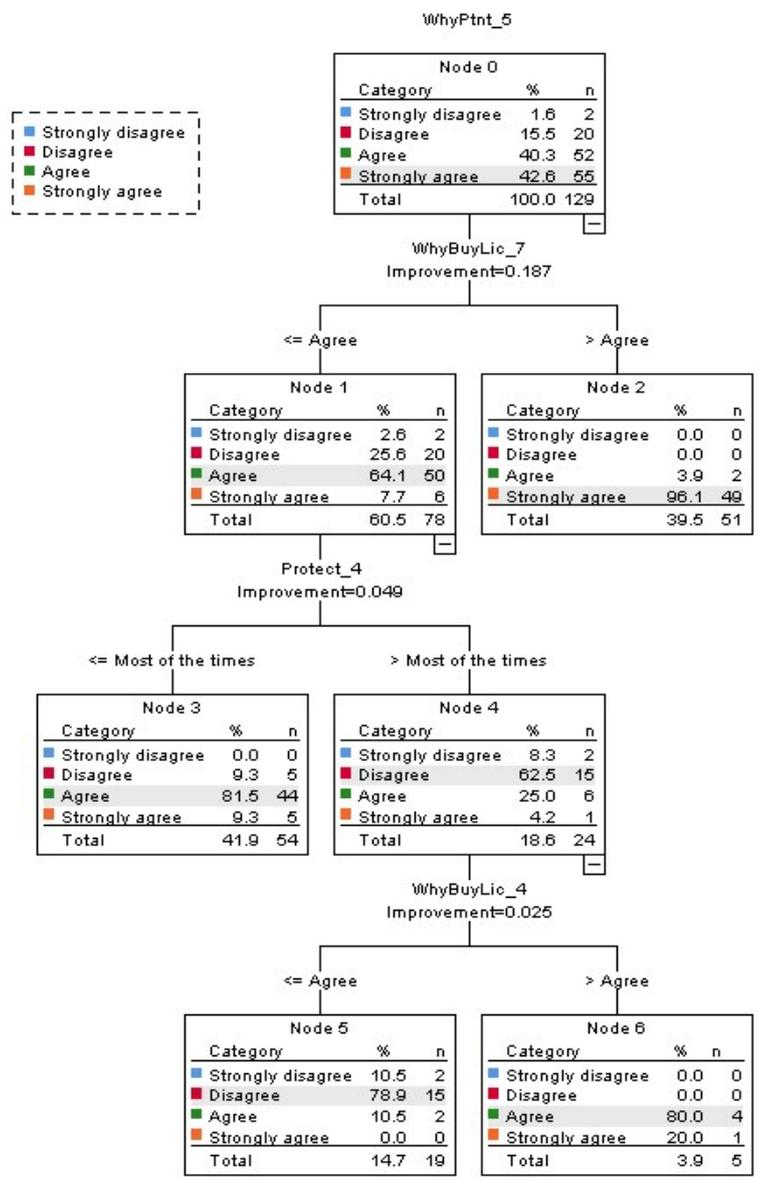 WhyPtnt_5
Strongly disagree
Disagree
Agree
Strongly agree
Node 0
Category % n
Strongly disagree 1.6 2
Disagree 15.5 20
Agree 40.3 52
Strongly agree 42.6 55
Total 100.0 129
WhyBuyLic_7
Improvement=0.187
<= Agree
> Agree
Node 1
Category % n
Strongly disagree 2.6 2
Disagree 25.6 20
Agree 64.1 50
Strongly agree 7.7 6
Total 60.5 78
Node 2
Category % n
Strongly disagree 0.0 0
Disagree 0.0 0
Agree 3.9 2
Strongly agree 96.1 49
Total 39.5 51
Protect_4
Improvement=0.049
<= Most of the times
> Most of the times
Node 3
Category % n
Strongly disagree 0.0 0
Disagree 9.3 5
Agree 81.5 44
Strongly agree 9.3 5
Total 41.9 54
Node 4
Category % n
Strongly disagree 8.3 2
Disagree 62.5 15
Agree 25.0 6
Strongly agree 4.2 1
Total 18.6 24
WhyBuyLic_4
Improvement=0.025
<= Agree
> Agree
Node 5
Category % n
Strongly disagree 10.5 2
Disagree 78.9 15
Agree 10.5 2
Strongly agree 0.0 0
Total 14.7 19
Node 6
Category % n
Strongly disagree 0.0 0
Disagree 0.0 0
Agree 80.0 4
Strongly agree 20.0 1
Total 3.9 5